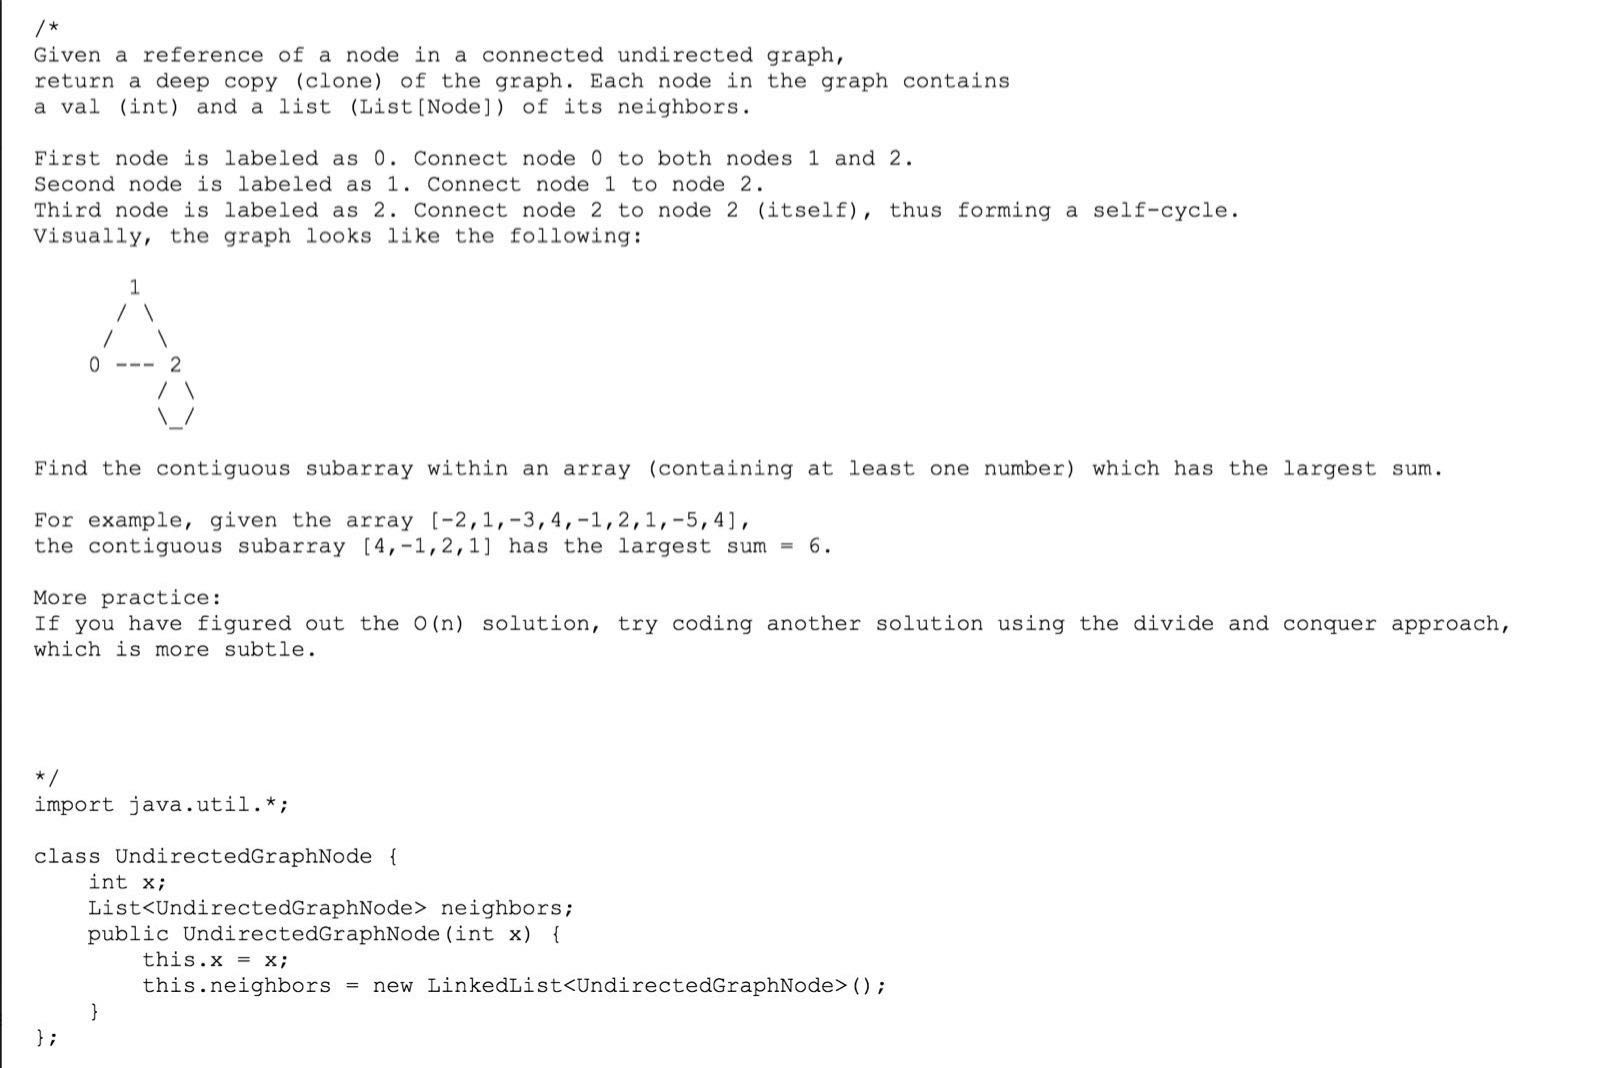 /*
Given a reference of a node in a connected undirected graph,
return a deep copy (clone) of the graph. Each node in the graph contains
a val (int) and a list (List[Node]) of its neighbors.

First node is labeled as 0. Connect node 0 to both nodes 1 and 2.
Second node is labeled as 1. Connect node 1 to node 2.
Third node is labeled as 2. Connect node 2 to node 2 (itself), thus forming a self-cycle.
Visually, the graph looks like the following:

       1
      / \
     /   \
    0 --- 2
         / \
         \_/

Find the contiguous subarray within an array (containing at least one number) which has the largest sum.

For example, given the array [-2,1,-3,4,-1,2,1,-5,4],
the contiguous subarray [4,-1,2,1] has the largest sum = 6.

More practice:
If you have figured out the O(n) solution, try coding another solution using the divide and conquer approach,
which is more subtle.

*/
import java.util.*;

class UndirectedGraphNode {
    int x;
    List<UndirectedGraphNode> neighbors;
    public UndirectedGraphNode(int x) {
        this.x = x;
        this.neighbors = new LinkedList<UndirectedGraphNode>();
    }
};